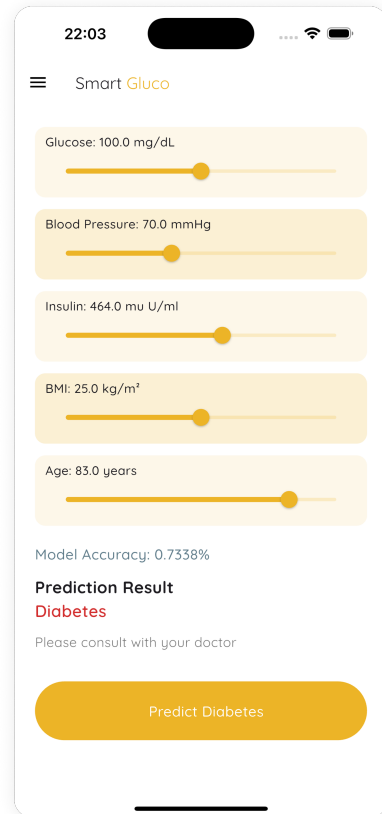 22:03
Smart Gluco
Glucose: 100.0 mg/dL
Blood Pressure: 70.0 mmHg
Insulin: 464.0 mu U/ml
BMI: 25.0 kg/m²
Age: 83.0 years
Model Accuracy: 0.7338%
Prediction Result
Diabetes
Please consult with your doctor
Predict Diabetes